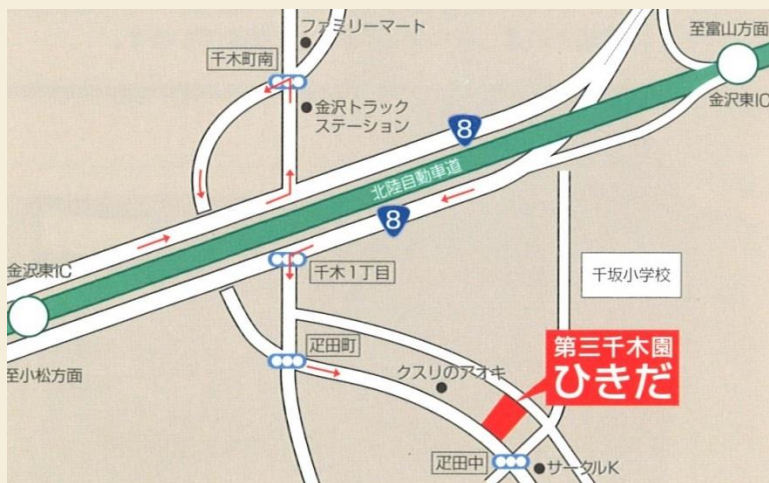 ファミリーマート
至富山方面
千木町南
金沢東IC
金沢トラック
ステーション
8
北陸自動車道
8
金沢東IC
千木1丁目
千坂小学校
疋田町
第三千木園
ひきだ
クスリのアオキ
至小松方面
疋田中
サークルK